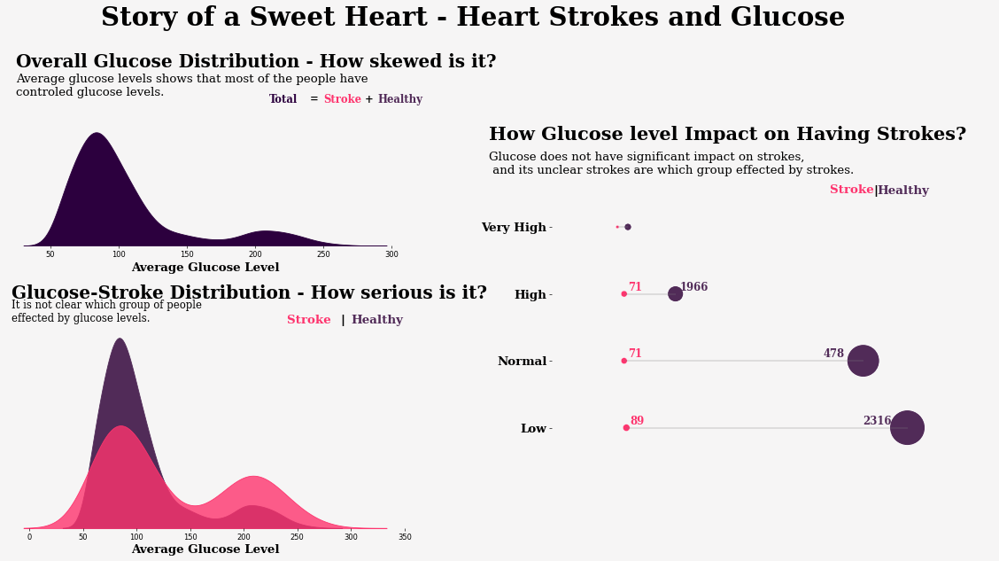 Story of a Sweet Heart - Heart Strokes and Glucose
Overall Glucose Distribution - How skewed is it?
Average glucose levels shows that most of the people have
controled glucose levels.
Total = Stroke + Healthy
50 100 150 200 250 300
Average Glucose Level
Glucose-Stroke Distribution - How serious is it?
It is not clear which group of people
effected by glucose levels.
Stroke | Healthy
0 50 100 150 200 250 300 350
Average Glucose Level
How Glucose level Impact on Having Strokes?
Glucose does not have significant impact on strokes,
and its unclear strokes are which group effected by strokes.
Stroke|Healthy
Very High
High 71 1966
Normal 71 478
Low 89 2316